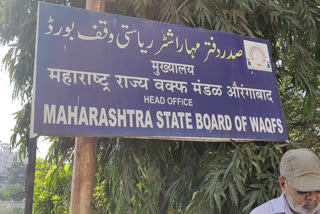 صدر دفتر مہاراشٹر ریاستی وقف بورڈ
मुख्यालय
महाराष्ट्र राज्य वक्फ मंडळ औरंगाबाद
HEAD OFFICE
MAHARASHTRA STATE BOARD OF WAQFS